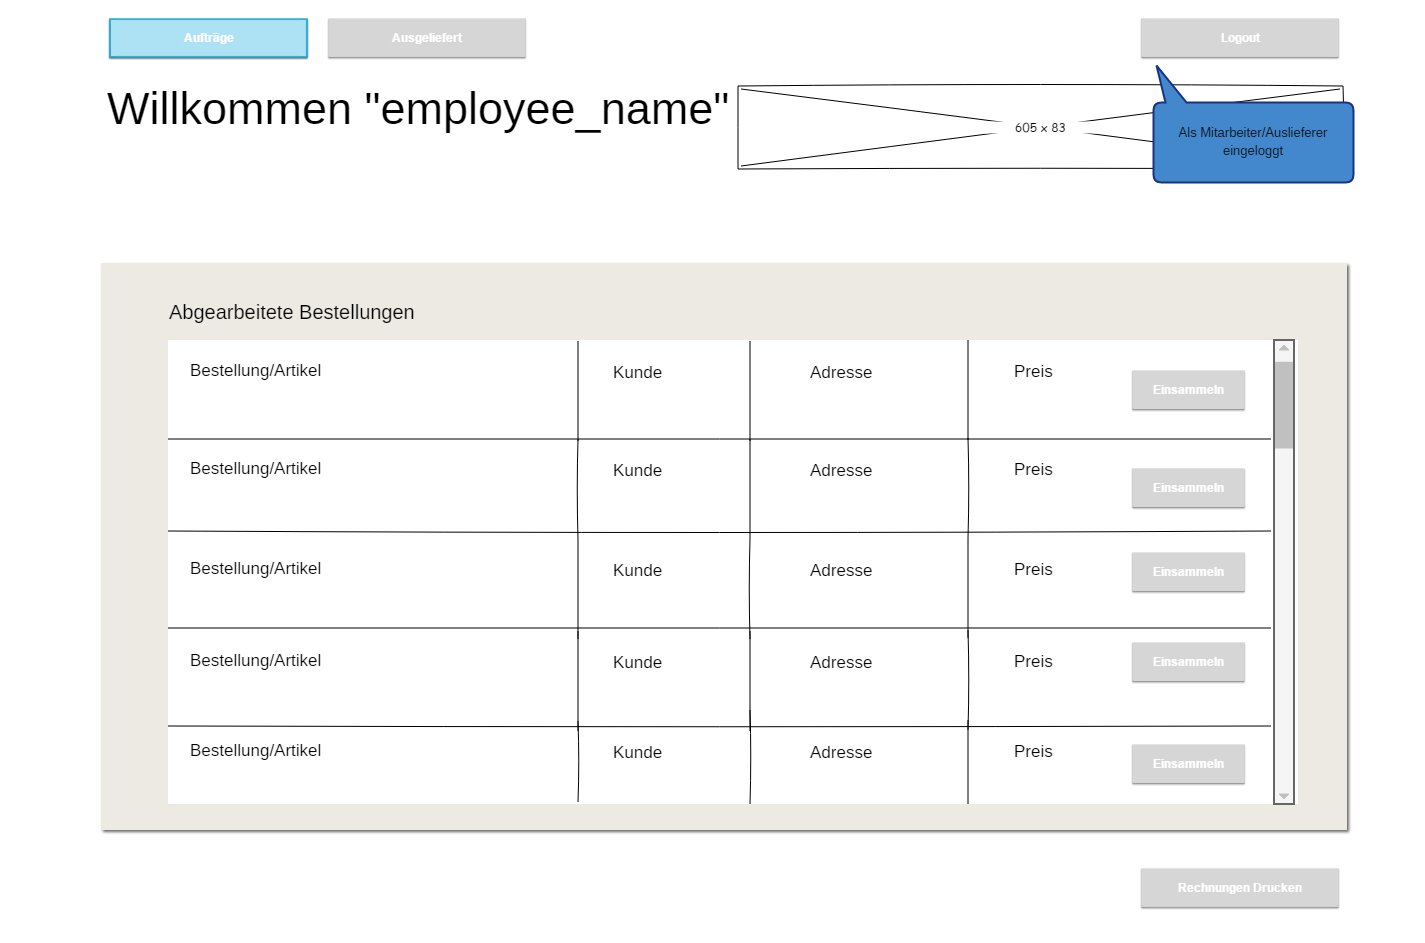 Aufträge
Ausgeliefert
Logout
Willkommen "employee_name"
605 x 83
Als Mitarbeiter/Auslieferer
eingeloggt
Abgearbeitete Bestellungen
Bestellung/Artikel Kunde Adresse Preis Einsammeln
Bestellung/Artikel Kunde Adresse Preis Einsammeln
Bestellung/Artikel Kunde Adresse Preis Einsammeln
Bestellung/Artikel Kunde Adresse Preis Einsammeln
Bestellung/Artikel Kunde Adresse Preis Einsammeln
Rechnungen Drucken